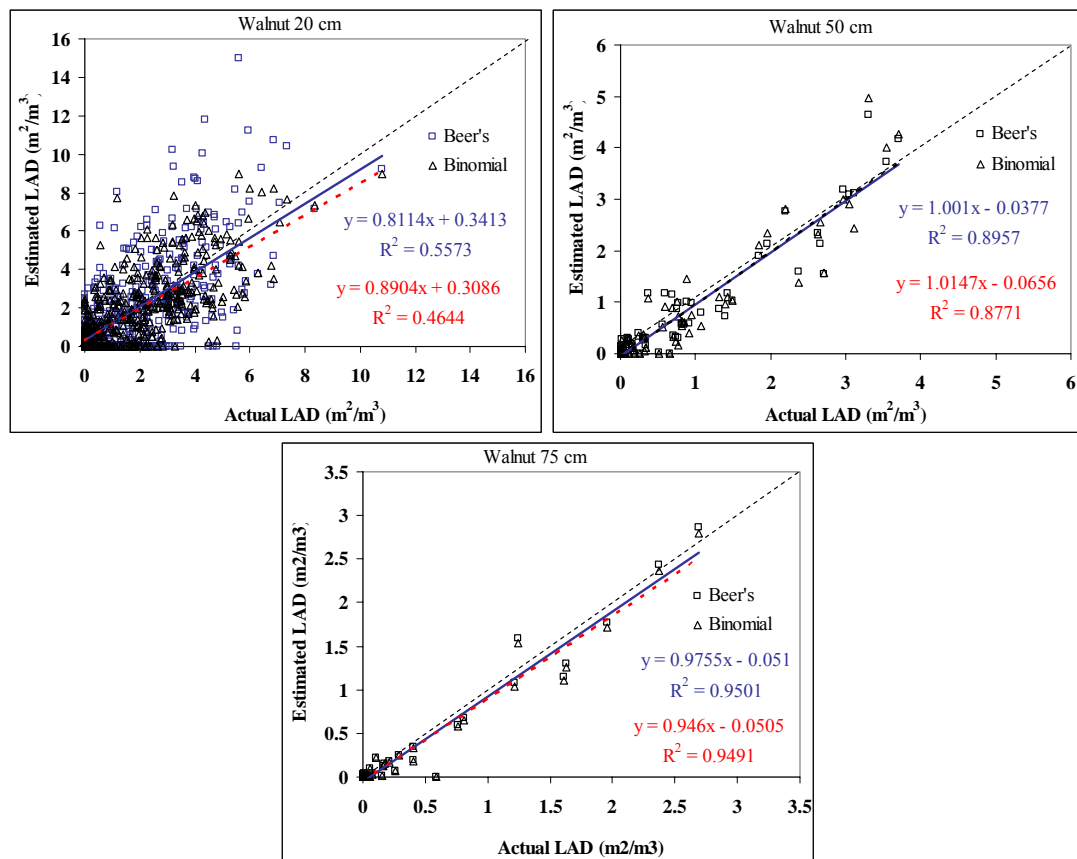 Walnut 20 cm
16
14
12
10
8
6
4
2
0
0 2 4 6 8 10 12 14 16
Estimated LAD (m²/m³)
Actual LAD (m²/m³)
Beer's
Binomial
y = 0.8114x + 0.3413
R² = 0.5573
y = 0.8904x + 0.3086
R² = 0.4644
Walnut 50 cm
6
5
4
3
2
1
0
0 1 2 3 4 5 6
Estimated LAD (m²/m³)
Actual LAD (m²/m³)
Beer's
Binomial
y = 1.001x - 0.0377
R² = 0.8957
y = 1.0147x - 0.0656
R² = 0.8771
Walnut 75 cm
3.5
3
2.5
2
1.5
1
0.5
0
0 0.5 1 1.5 2 2.5 3 3.5
Estimated LAD (m2/m3)
Actual LAD (m2/m3)
Beer's
Binomial
y = 0.9755x - 0.051
R² = 0.9501
y = 0.946x - 0.0505
R² = 0.9491